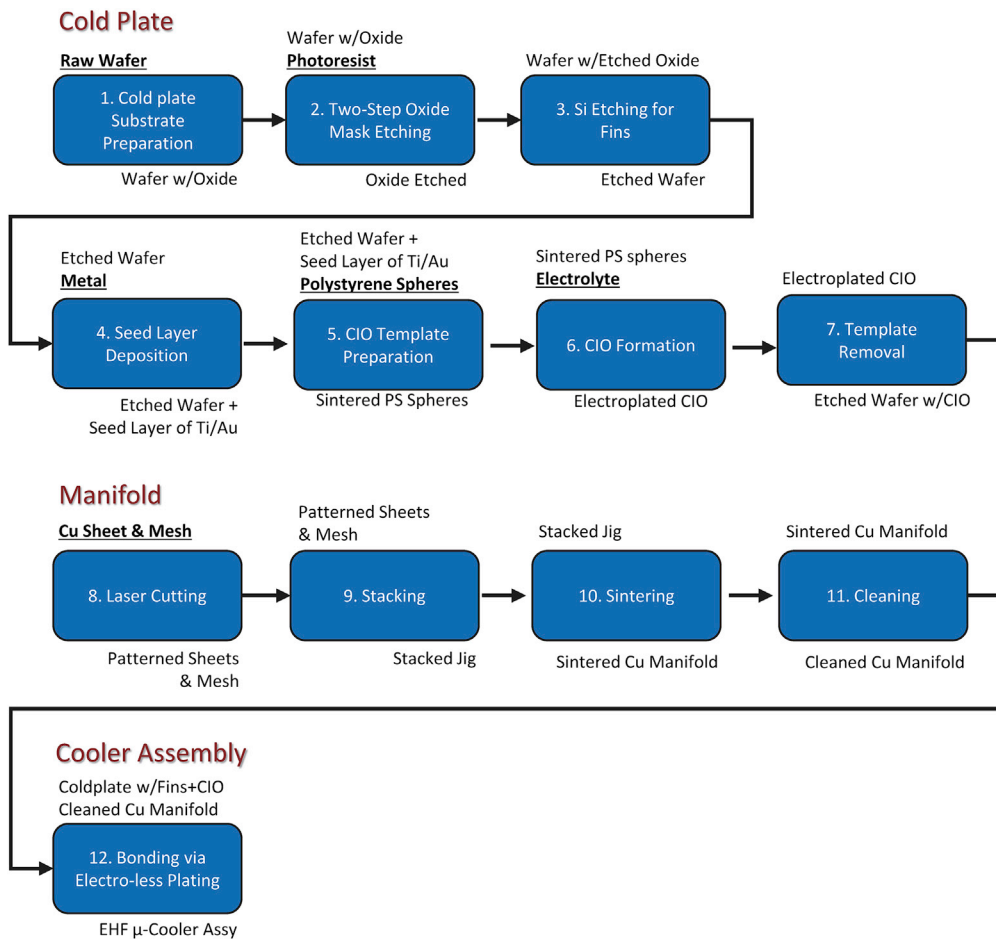 Cold Plate
Raw Wafer
1. Cold plate
Substrate
Preparation
Wafer w/Oxide
Wafer w/Oxide
Photoresist
2. Two-Step Oxide
Mask Etching
Oxide Etched
Wafer w/Etched Oxide
3. Si Etching for
Fins
Etched Wafer
Etched Wafer
Metal
4. Seed Layer
Deposition
Etched Wafer +
Seed Layer of Ti/Au
Etched Wafer +
Seed Layer of Ti/Au
Polystyrene Spheres
5. CIO Template
Preparation
Sintered PS Spheres
Sintered PS spheres
Electrolyte
6. CIO Formation
Electroplated CIO
Electroplated CIO
7. Template
Removal
Etched Wafer w/CIO
Manifold
Cu Sheet & Mesh
8. Laser Cutting
Patterned Sheets
& Mesh
Patterned Sheets
& Mesh
9. Stacking
Stacked Jig
Stacked Jig
10. Sintering
Sintered Cu Manifold
Sintered Cu Manifold
11. Cleaning
Cleaned Cu Manifold
Cooler Assembly
Coldplate w/Fins+CIO
Cleaned Cu Manifold
12. Bonding via
Electro-less Plating
EHF μ-Cooler Assy